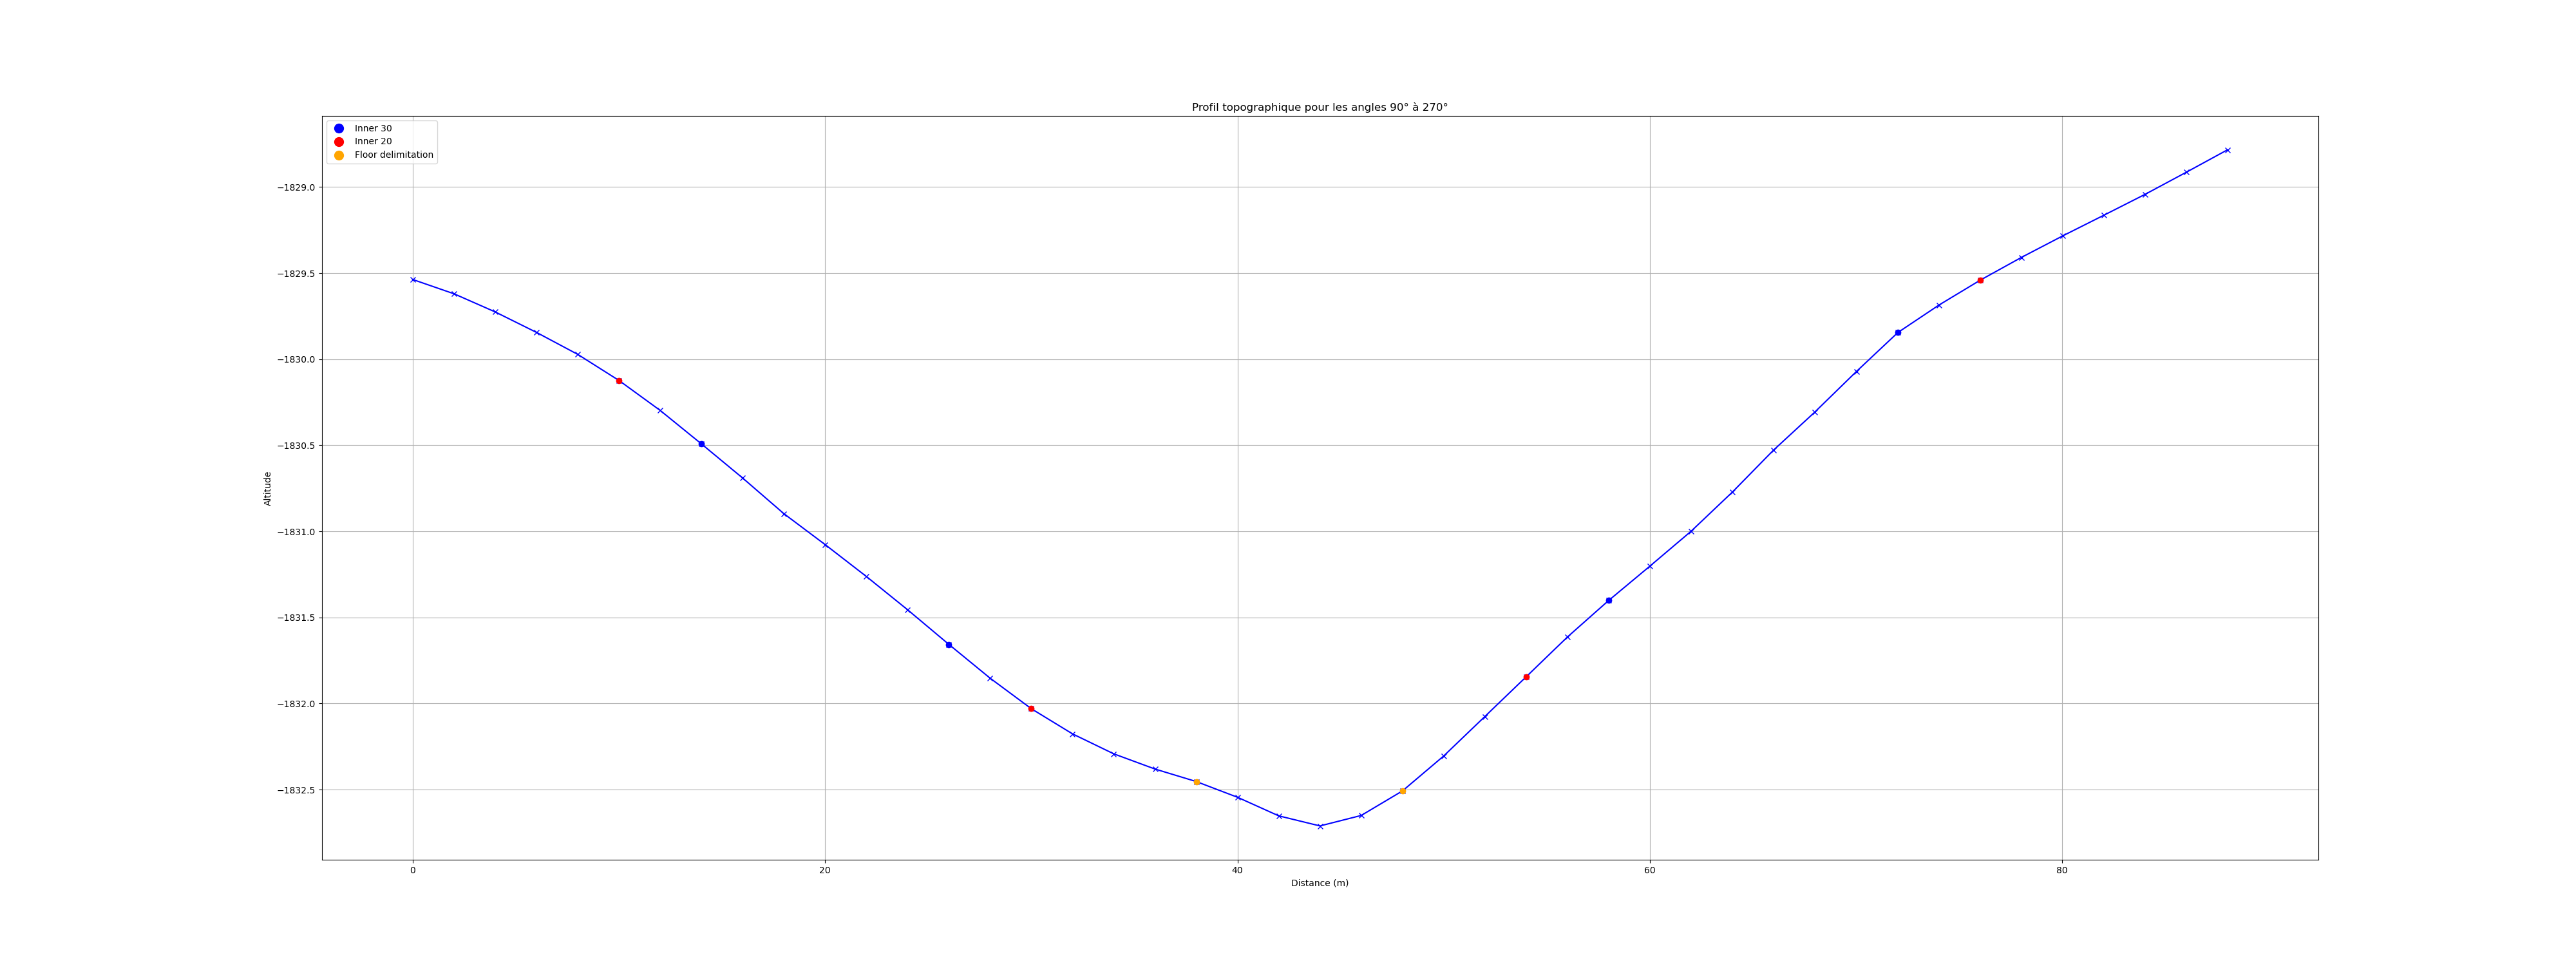 Profil topographique pour les angles 90° à 270°
Inner 30
Inner 20
Floor delimitation
−1829.0
−1829.5
−1830.0
−1830.5
−1831.0
−1831.5
−1832.0
−1832.5
Altitude
0 20 40 60 80
Distance (m)